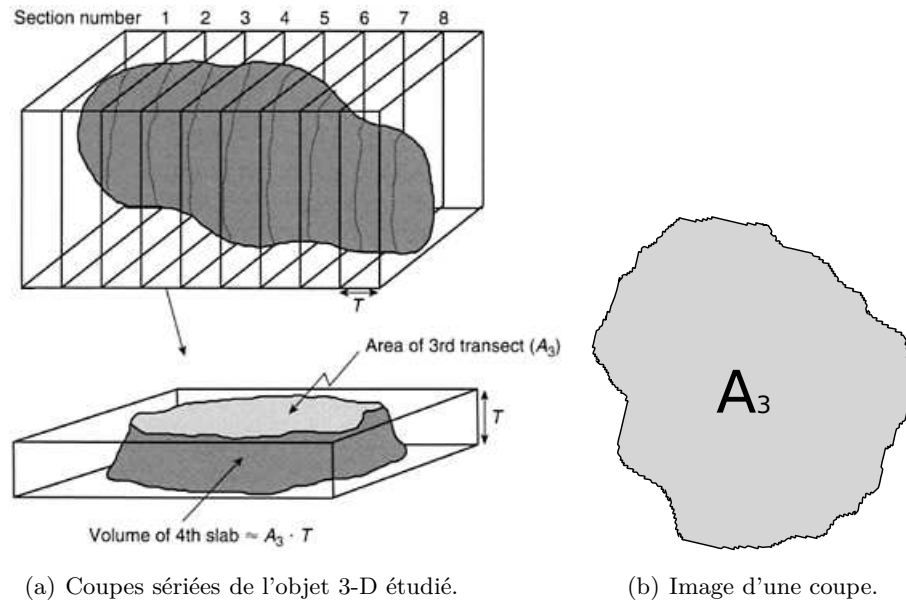 Section number 1 2 3 4 5 6 7 8
T
Area of 3rd transect (A₃)
T
A₃
Volume of 4th slab ≈ A₃ · T
(a) Coupes sériées de l'objet 3-D étudié.
(b) Image d'une coupe.